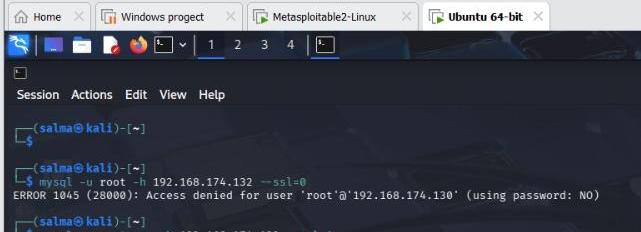 Home Windows progect Metasploitable2-Linux Ubuntu 64-bit
1 2 3 4
Session Actions Edit View Help
(salma㉿kali)-[~]
$
(salma㉿kali)-[~]
$ mysql -u root -h 192.168.174.132 --ssl=0
ERROR 1045 (28000): Access denied for user 'root'@'192.168.174.130' (using password: NO)
(salma㉿kali)-[~]